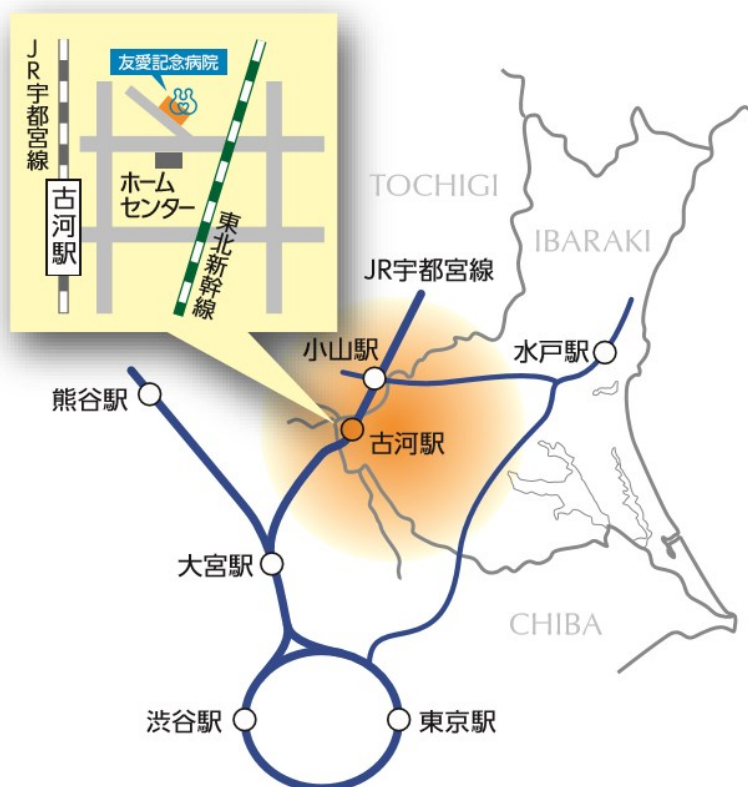 友愛記念病院
JR宇都宮線
古河駅
ホーム
センター
東北新幹線
TOCHIGI
IBARAKI
JR宇都宮線
小山駅
水戸駅
熊谷駅
古河駅
大宮駅
CHIBA
渋谷駅
東京駅